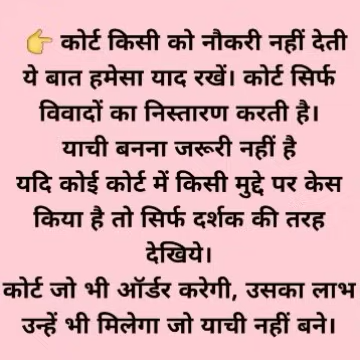 👉 कोर्ट किसी को नौकरी नहीं देती
ये बात हमेसा याद रखें। कोर्ट सिर्फ
विवादों का निस्तारण करती है।
याची बनना जरूरी नहीं है
यदि कोई कोर्ट में किसी मुद्दे पर केस
किया है तो सिर्फ दर्शक की तरह
देखिये।
कोर्ट जो भी ऑर्डर करेगी, उसका लाभ
उन्हें भी मिलेगा जो याची नहीं बने।